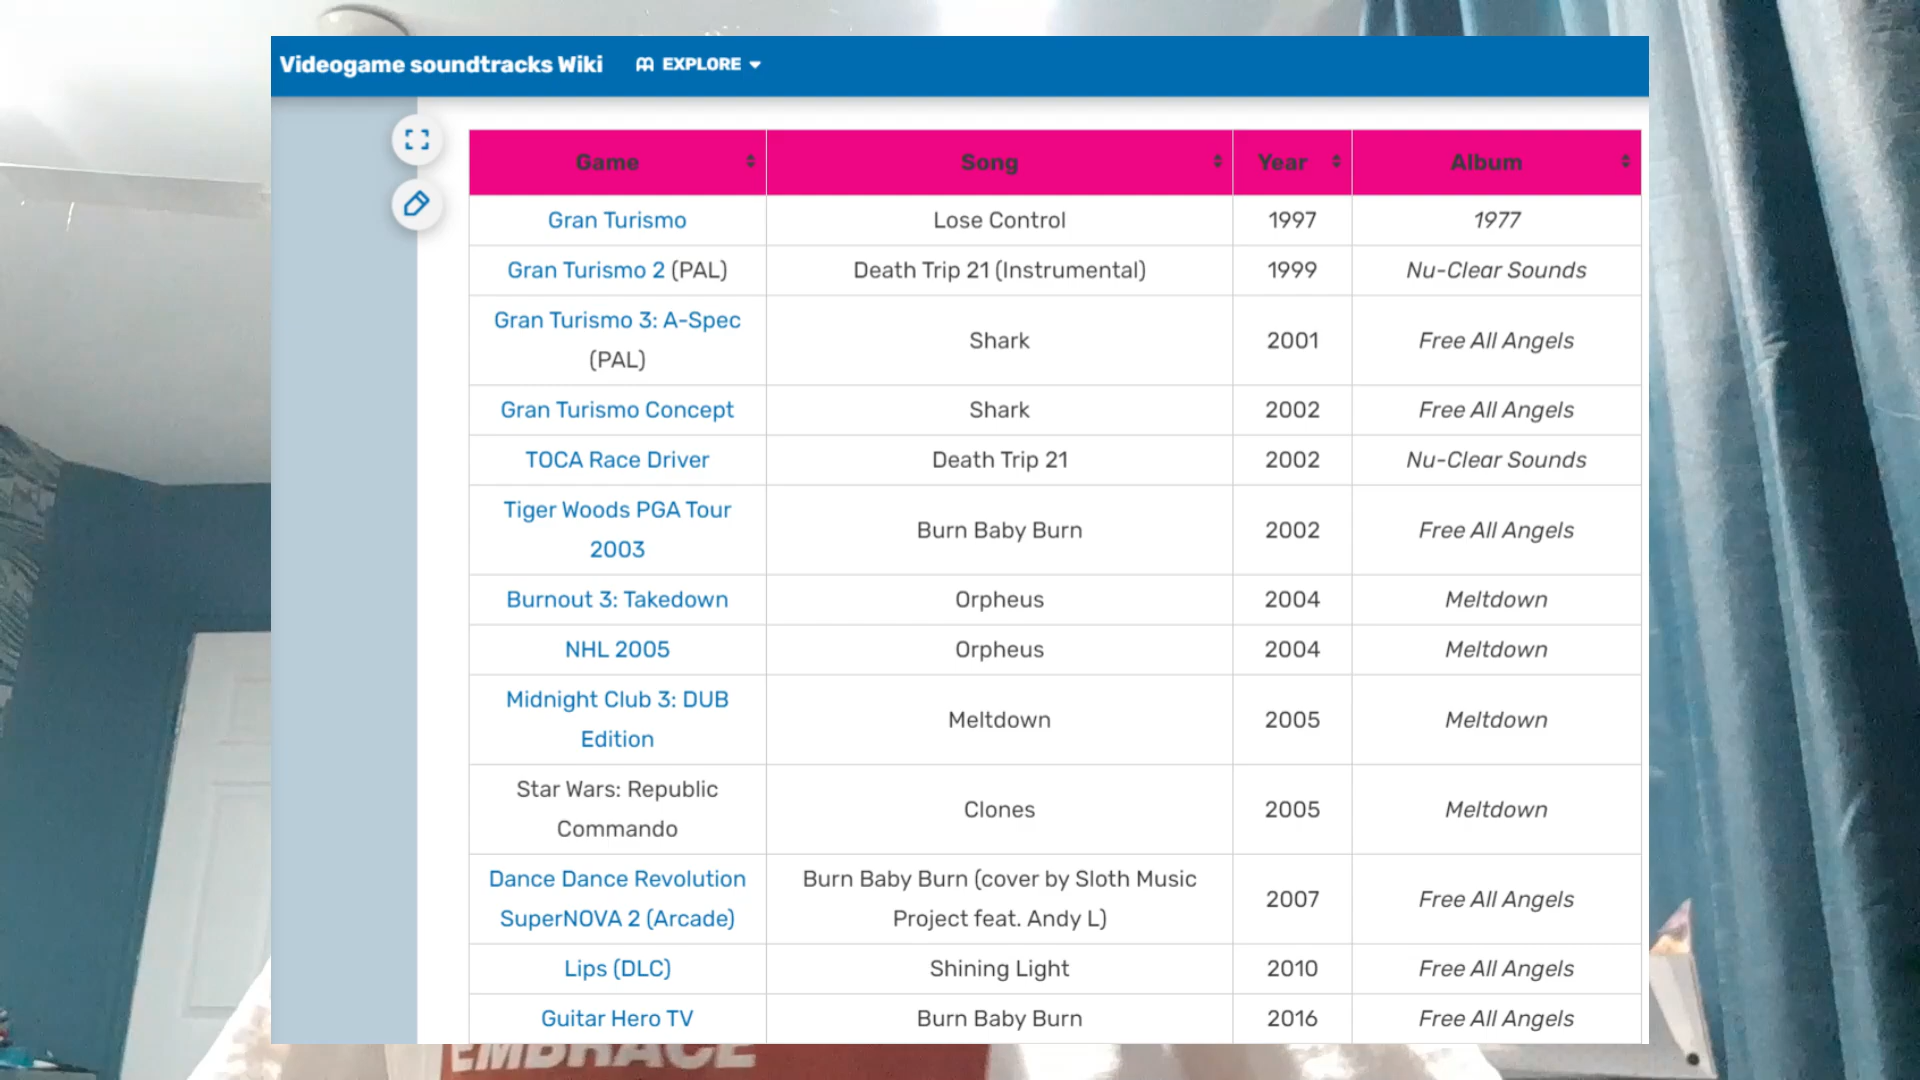 Videogame soundtracks Wiki EXPLORE
Game Song Year Album
Gran Turismo Lose Control 1997 1977
Gran Turismo 2 (PAL) Death Trip 21 (Instrumental) 1999 Nu-Clear Sounds
Gran Turismo 3: A-Spec
(PAL) Shark 2001 Free All Angels
Gran Turismo Concept Shark 2002 Free All Angels
TOCA Race Driver Death Trip 21 2002 Nu-Clear Sounds
Tiger Woods PGA Tour
2003 Burn Baby Burn 2002 Free All Angels
Burnout 3: Takedown Orpheus 2004 Meltdown
NHL 2005 Orpheus 2004 Meltdown
Midnight Club 3: DUB
Edition Meltdown 2005 Meltdown
Star Wars: Republic
Commando Clones 2005 Meltdown
Dance Dance Revolution Burn Baby Burn (cover by Sloth Music
SuperNOVA 2 (Arcade) Project feat. Andy L) 2007 Free All Angels
Lips (DLC) Shining Light 2010 Free All Angels
Guitar Hero TV Burn Baby Burn 2016 Free All Angels
EMBRACE